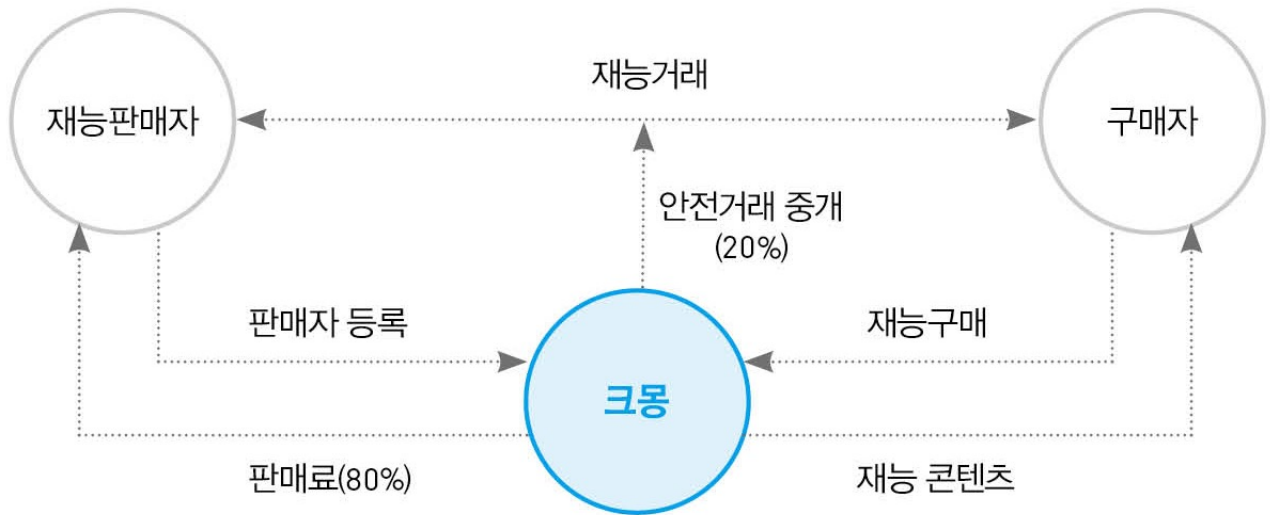 재능거래
재능판매자
구매자
안전거래 중개
(20%)
판매자 등록
재능구매
크몽
판매료(80%)
재능 콘텐츠